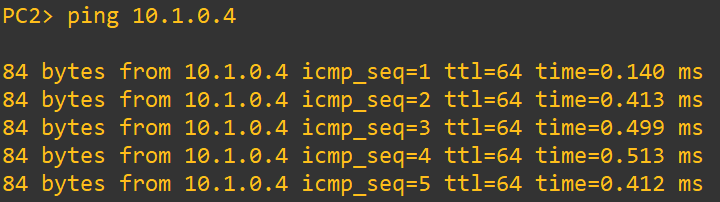 PC2> ping 10.1.0.4
84 bytes from 10.1.0.4 icmp_seq=1 ttl=64 time=0.140 ms
84 bytes from 10.1.0.4 icmp_seq=2 ttl=64 time=0.413 ms
84 bytes from 10.1.0.4 icmp_seq=3 ttl=64 time=0.499 ms
84 bytes from 10.1.0.4 icmp_seq=4 ttl=64 time=0.513 ms
84 bytes from 10.1.0.4 icmp_seq=5 ttl=64 time=0.412 ms